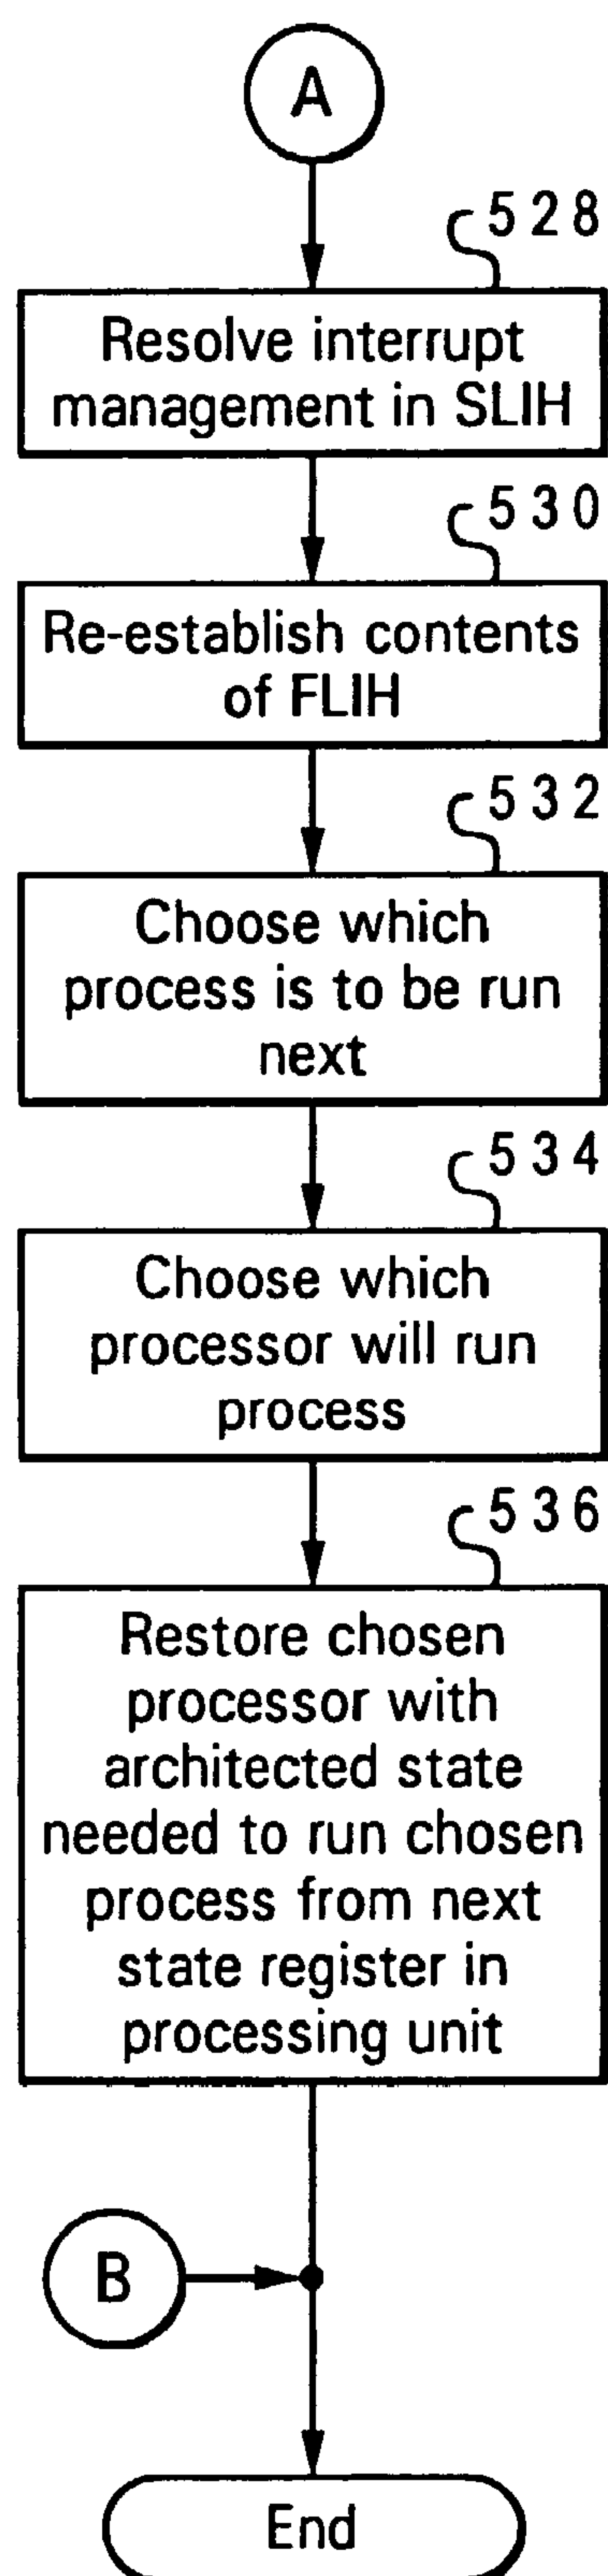 A
528
Resolve interrupt
management in SLIH
530
Re-establish contents
of FLIH
532
Choose which
process is to be run
next
534
Choose which
processor will run
process
536
Restore chosen
processor with
architected state
needed to run chosen
process from next
state register in
processing unit
B
End